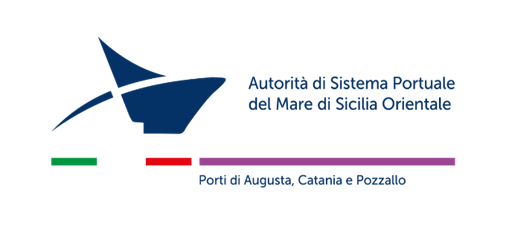 Autorità di Sistema Portuale
del Mare di Sicilia Orientale
Porti di Augusta, Catania e Pozzallo